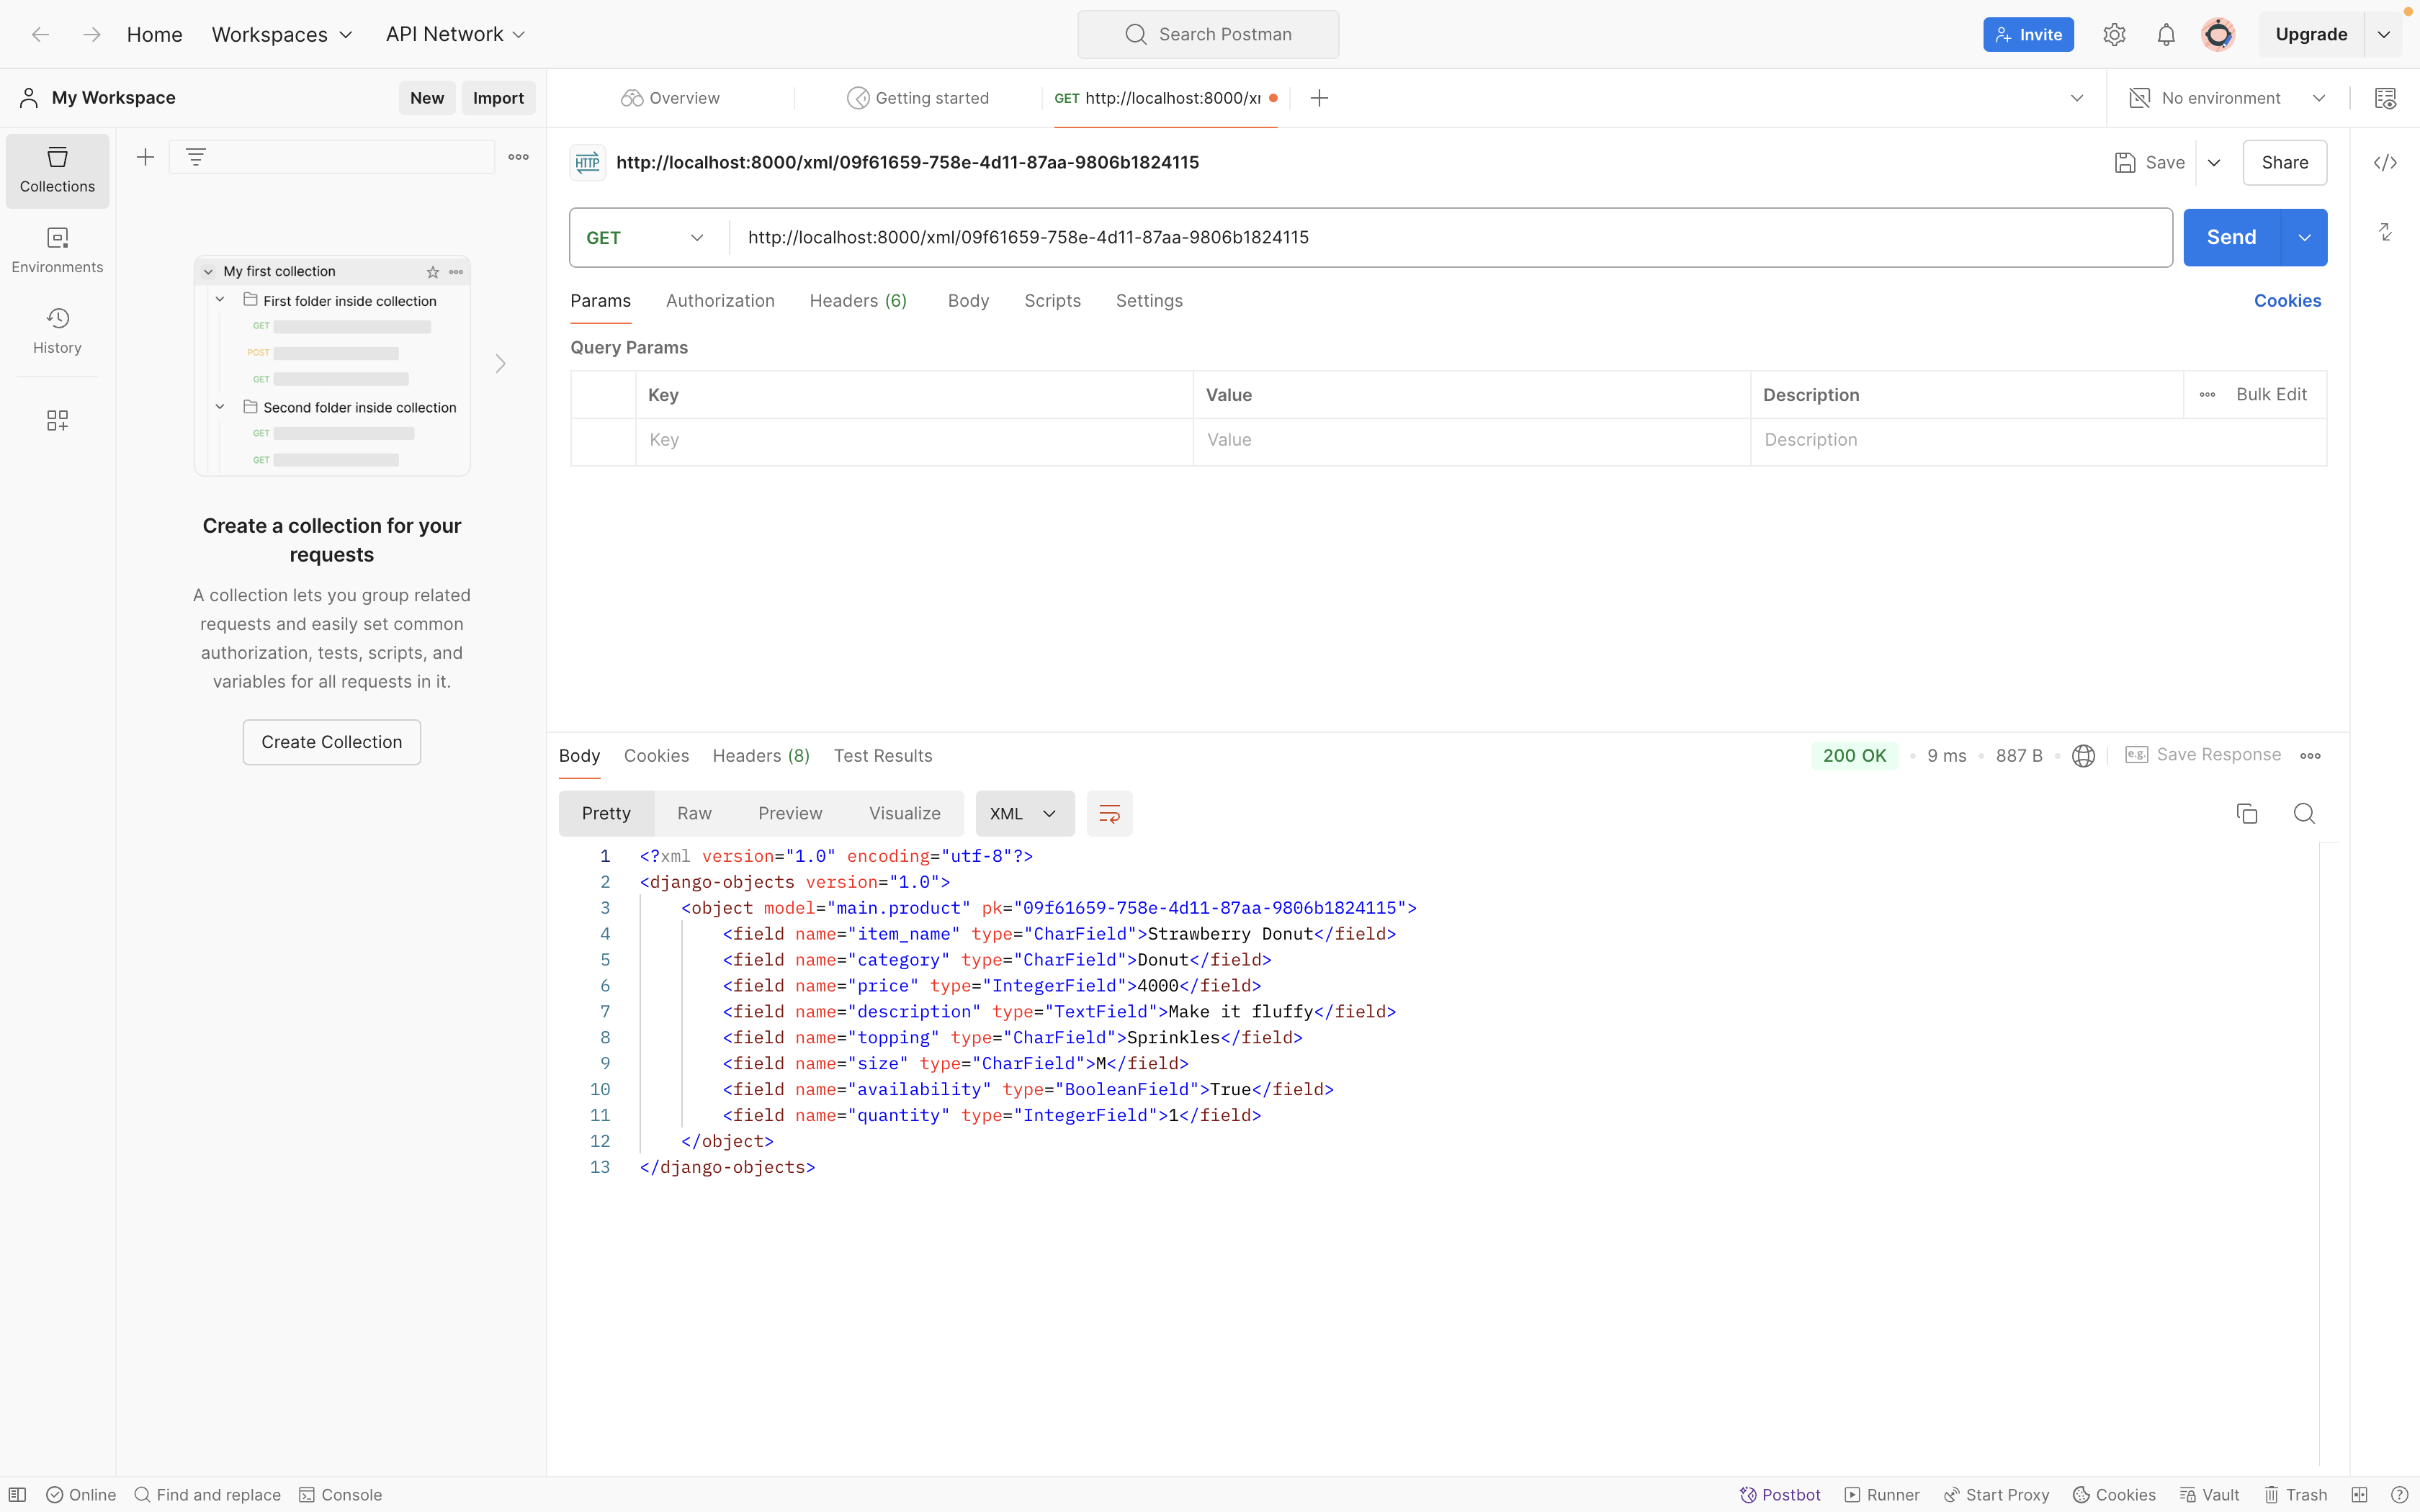 Home Workspaces API Network Search Postman Invite Upgrade
My Workspace New Import Overview Getting started GET http://localhost:8000/x No environment
Collections
Environments
History
My first collection
First folder inside collection
GET
POST
GET
Second folder inside collection
GET
GET
Create a collection for your
requests
A collection lets you group related
requests and easily set common
authorization, tests, scripts, and
variables for all requests in it.
Create Collection
HTTP http://localhost:8000/xml/09f61659-758e-4d11-87aa-9806b1824115 Save Share
GET http://localhost:8000/xml/09f61659-758e-4d11-87aa-9806b1824115 Send
Params Authorization Headers (6) Body Scripts Settings Cookies
Query Params
Key Value Description Bulk Edit
Key Value Description
Body Cookies Headers (8) Test Results 200 OK 9 ms 887 B e.g. Save Response
Pretty Raw Preview Visualize XML
1 <?xml version="1.0" encoding="utf-8"?>
2 <django-objects version="1.0">
3 <object model="main.product" pk="09f61659-758e-4d11-87aa-9806b1824115">
4 <field name="item_name" type="CharField">Strawberry Donut</field>
5 <field name="category" type="CharField">Donut</field>
6 <field name="price" type="IntegerField">4000</field>
7 <field name="description" type="TextField">Make it fluffy</field>
8 <field name="topping" type="CharField">Sprinkles</field>
9 <field name="size" type="CharField">M</field>
10 <field name="availability" type="BooleanField">True</field>
11 <field name="quantity" type="IntegerField">1</field>
12 </object>
13 </django-objects>
Online Find and replace Console Postbot Runner Start Proxy Cookies Vault Trash